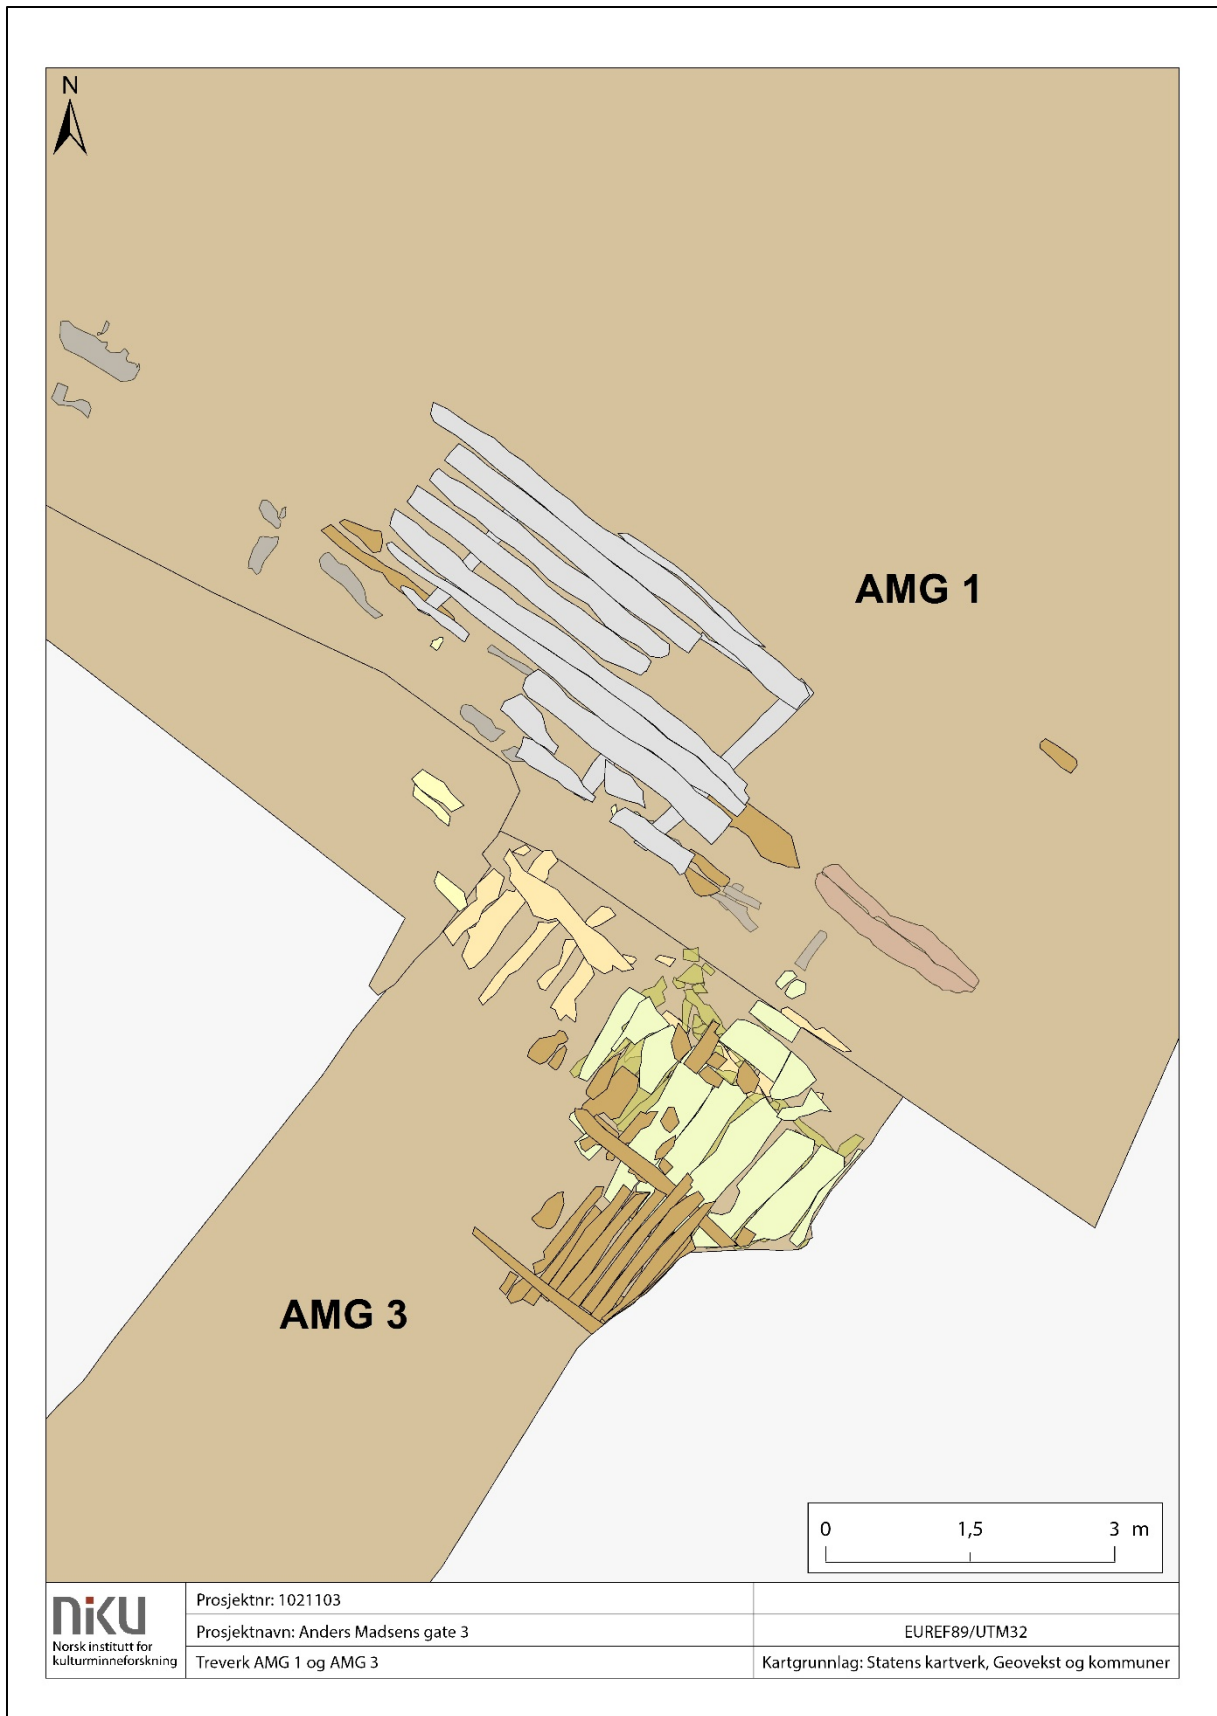 N
AMG 1
AMG 3
0 1,5 3 m
NIKU
Norsk institutt for
kulturminneforskning
Prosjektnr: 1021103
Prosjektnavn: Anders Madsens gate 3
EUREF89/UTM32
Treverk AMG 1 og AMG 3
Kartgrunnlag: Statens kartverk, Geovekst og kommuner